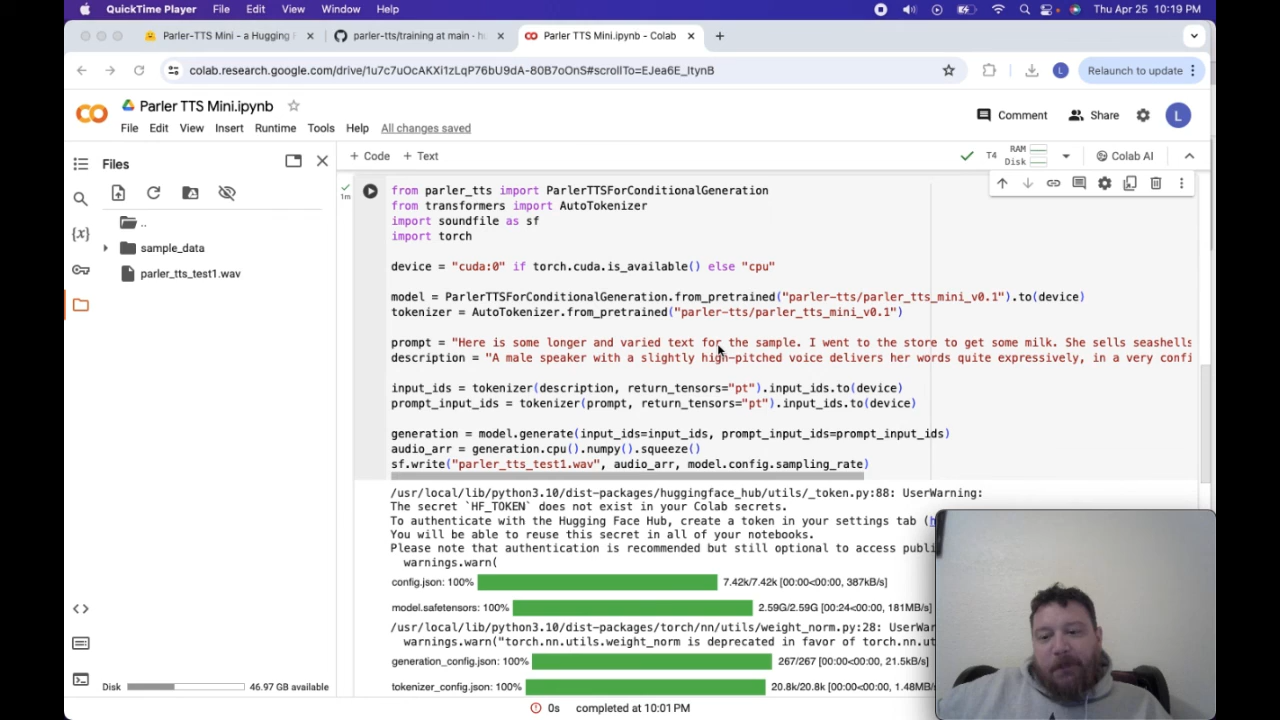 QuickTime Player File Edit View Window Help Thu Apr 25 10:19 PM
Parler-TTS Mini - a Hugging F parler-tts/training at main · hu Parler TTS Mini.ipynb - Colab
colab.research.google.com/drive/1u7c7uOcAKXi1zLqP76bU9dA-80B7oOnS#scrollTo=EJea6E_ItynB L Relaunch to update
Parler TTS Mini.ipynb
Comment Share L
File Edit View Insert Runtime Tools Help All changes saved
Files
+ Code + Text
T4 RAM Disk Colab AI
..
sample_data
parler_tts_test1.wav
{x}
1m
from parler_tts import ParlerTTSForConditionalGeneration
from transformers import AutoTokenizer
import soundfile as sf
import torch
device = "cuda:0" if torch.cuda.is_available() else "cpu"
model = ParlerTTSForConditionalGeneration.from_pretrained("parler-tts/parler_tts_mini_v0.1").to(device)
tokenizer = AutoTokenizer.from_pretrained("parler-tts/parler_tts_mini_v0.1")
prompt = "Here is some longer and varied text for the sample. I went to the store to get some milk. She sells seashells
description = "A male speaker with a slightly high-pitched voice delivers her words quite expressively, in a very confi
input_ids = tokenizer(description, return_tensors="pt").input_ids.to(device)
prompt_input_ids = tokenizer(prompt, return_tensors="pt").input_ids.to(device)
generation = model.generate(input_ids=input_ids, prompt_input_ids=prompt_input_ids)
audio_arr = generation.cpu().numpy().squeeze()
sf.write("parler_tts_test1.wav", audio_arr, model.config.sampling_rate)
/usr/local/lib/python3.10/dist-packages/huggingface_hub/utils/_token.py:88: UserWarning:
The secret `HF_TOKEN` does not exist in your Colab secrets.
To authenticate with the Hugging Face Hub, create a token in your settings tab (h
You will be able to reuse this secret in all of your notebooks.
Please note that authentication is recommended but still optional to access publi
warnings.warn(
config.json: 100% 7.42k/7.42k [00:00<00:00, 387kB/s]
model.safetensors: 100% 2.59G/2.59G [00:24<00:00, 181MB/s]
/usr/local/lib/python3.10/dist-packages/torch/nn/utils/weight_norm.py:28: UserWar
warnings.warn("torch.nn.utils.weight_norm is deprecated in favor of torch.nn.ut
generation_config.json: 100% 267/267 [00:00<00:00, 21.5kB/s]
tokenizer_config.json: 100% 20.8k/20.8k [00:00<00:00, 1.48MB/s]
Disk 46.97 GB available
0s completed at 10:01 PM